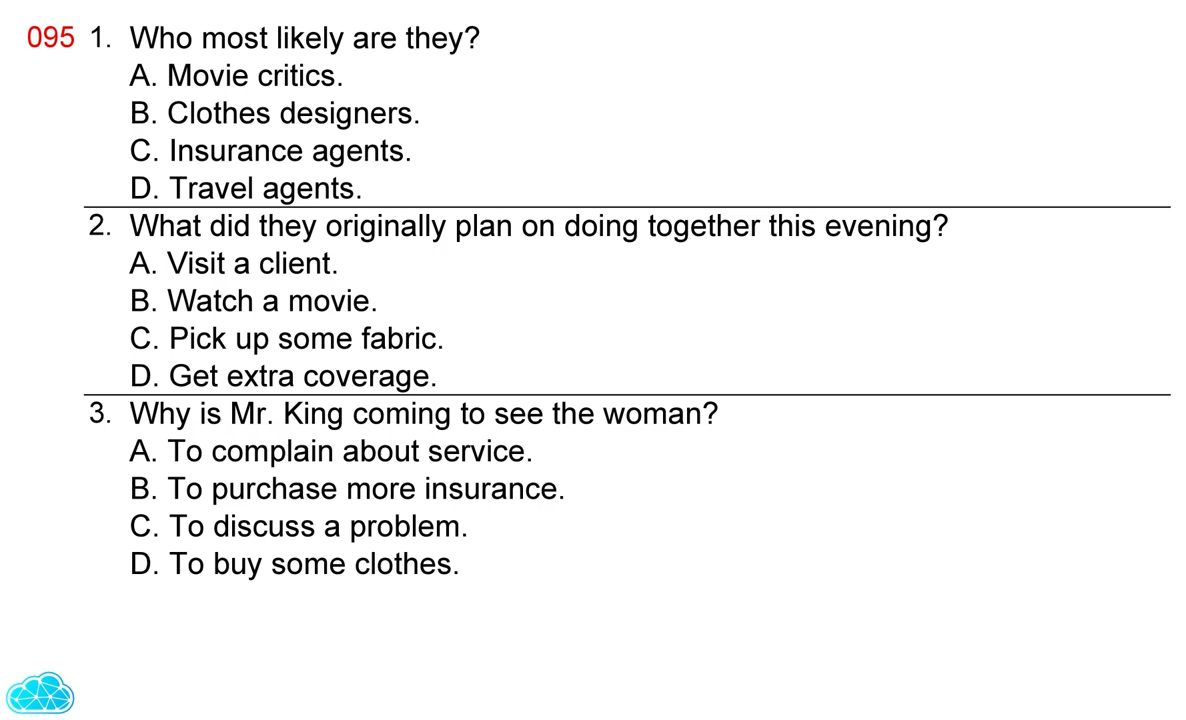 095 1. Who most likely are they?
A. Movie critics.
B. Clothes designers.
C. Insurance agents.
D. Travel agents.
2. What did they originally plan on doing together this evening?
A. Visit a client.
B. Watch a movie.
C. Pick up some fabric.
D. Get extra coverage.
3. Why is Mr. King coming to see the woman?
A. To complain about service.
B. To purchase more insurance.
C. To discuss a problem.
D. To buy some clothes.